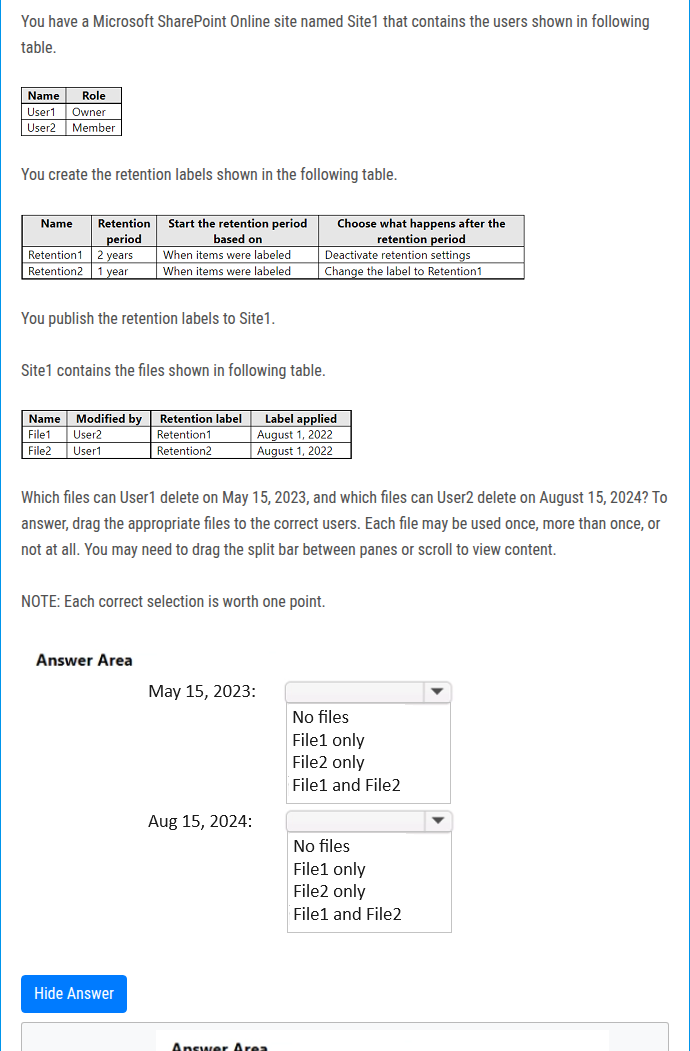 You have a Microsoft SharePoint Online site named Site1 that contains the users shown in following
table.
Name Role
User1 Owner
User2 Member
You create the retention labels shown in the following table.
Name Retention period Start the retention period based on Choose what happens after the retention period
Retention1 2 years When items were labeled Deactivate retention settings
Retention2 1 year When items were labeled Change the label to Retention1
You publish the retention labels to Site1.
Site1 contains the files shown in following table.
Name Modified by Retention label Label applied
File1 User2 Retention1 August 1, 2022
File2 User1 Retention2 August 1, 2022
Which files can User1 delete on May 15, 2023, and which files can User2 delete on August 15, 2024? To
answer, drag the appropriate files to the correct users. Each file may be used once, more than once, or
not at all. You may need to drag the split bar between panes or scroll to view content.
NOTE: Each correct selection is worth one point.
Answer Area
May 15, 2023:
No files
File1 only
File2 only
File1 and File2
Aug 15, 2024:
No files
File1 only
File2 only
File1 and File2
Hide Answer
Answer Area